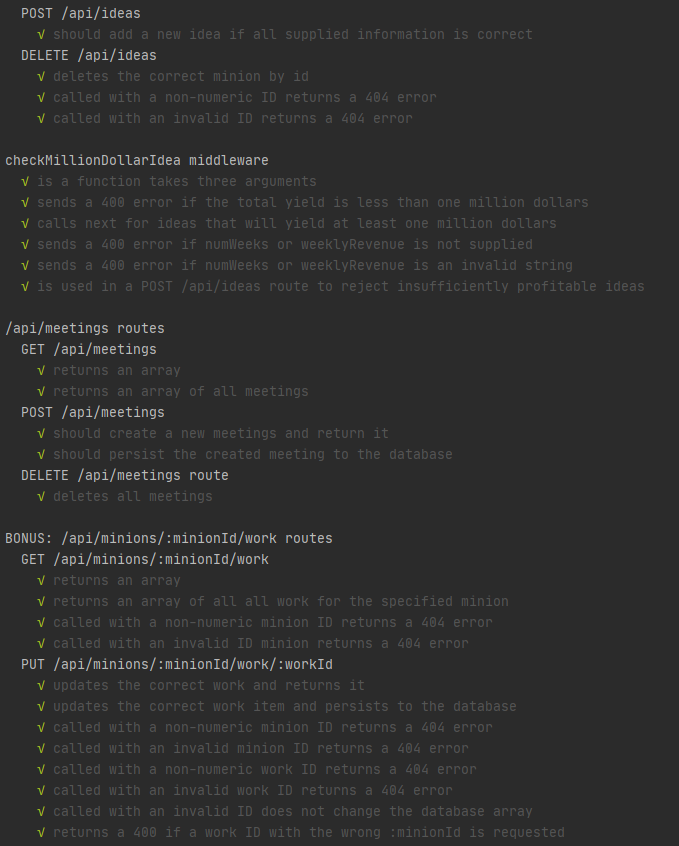 POST /api/ideas
√ should add a new idea if all supplied information is correct
DELETE /api/ideas
√ deletes the correct minion by id
√ called with a non-numeric ID returns a 404 error
√ called with an invalid ID returns a 404 error
checkMillionDollarIdea middleware
√ is a function takes three arguments
√ sends a 400 error if the total yield is less than one million dollars
√ calls next for ideas that will yield at least one million dollars
√ sends a 400 error if numWeeks or weeklyRevenue is not supplied
√ sends a 400 error if numWeeks or weeklyRevenue is an invalid string
√ is used in a POST /api/ideas route to reject insufficiently profitable ideas
/api/meetings routes
GET /api/meetings
√ returns an array
√ returns an array of all meetings
POST /api/meetings
√ should create a new meetings and return it
√ should persist the created meeting to the database
DELETE /api/meetings route
√ deletes all meetings
BONUS: /api/minions/:minionId/work routes
GET /api/minions/:minionId/work
√ returns an array
√ returns an array of all all work for the specified minion
√ called with a non-numeric minion ID returns a 404 error
√ called with an invalid ID minion returns a 404 error
PUT /api/minions/:minionId/work/:workId
√ updates the correct work and returns it
√ updates the correct work item and persists to the database
√ called with a non-numeric minion ID returns a 404 error
√ called with an invalid minion ID returns a 404 error
√ called with a non-numeric work ID returns a 404 error
√ called with an invalid work ID returns a 404 error
√ called with an invalid ID does not change the database array
√ returns a 400 if a work ID with the wrong :minionId is requested